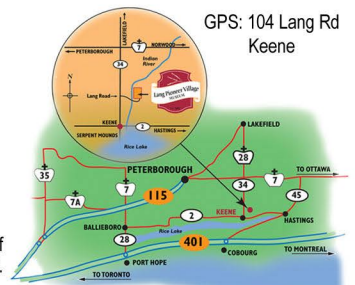 GPS: 104 Lang Rd
Keene
LAKEFIELD
7
NORWOOD
PETERBOROUGH
Indian
River
34
N
Lang Road
Lang Pioneer Village
MUSEUM
KEENE
2
HASTINGS
SERPENT MOUNDS
Rice Lake
LAKEFIELD
28
PETERBOROUGH
TO OTTAWA
35
7
34
7
45
7A
115
2
KEENE
HASTINGS
BALLIEBORO
Rice Lake
28
401
TO MONTREAL
COBOURG
PORT HOPE
TO TORONTO